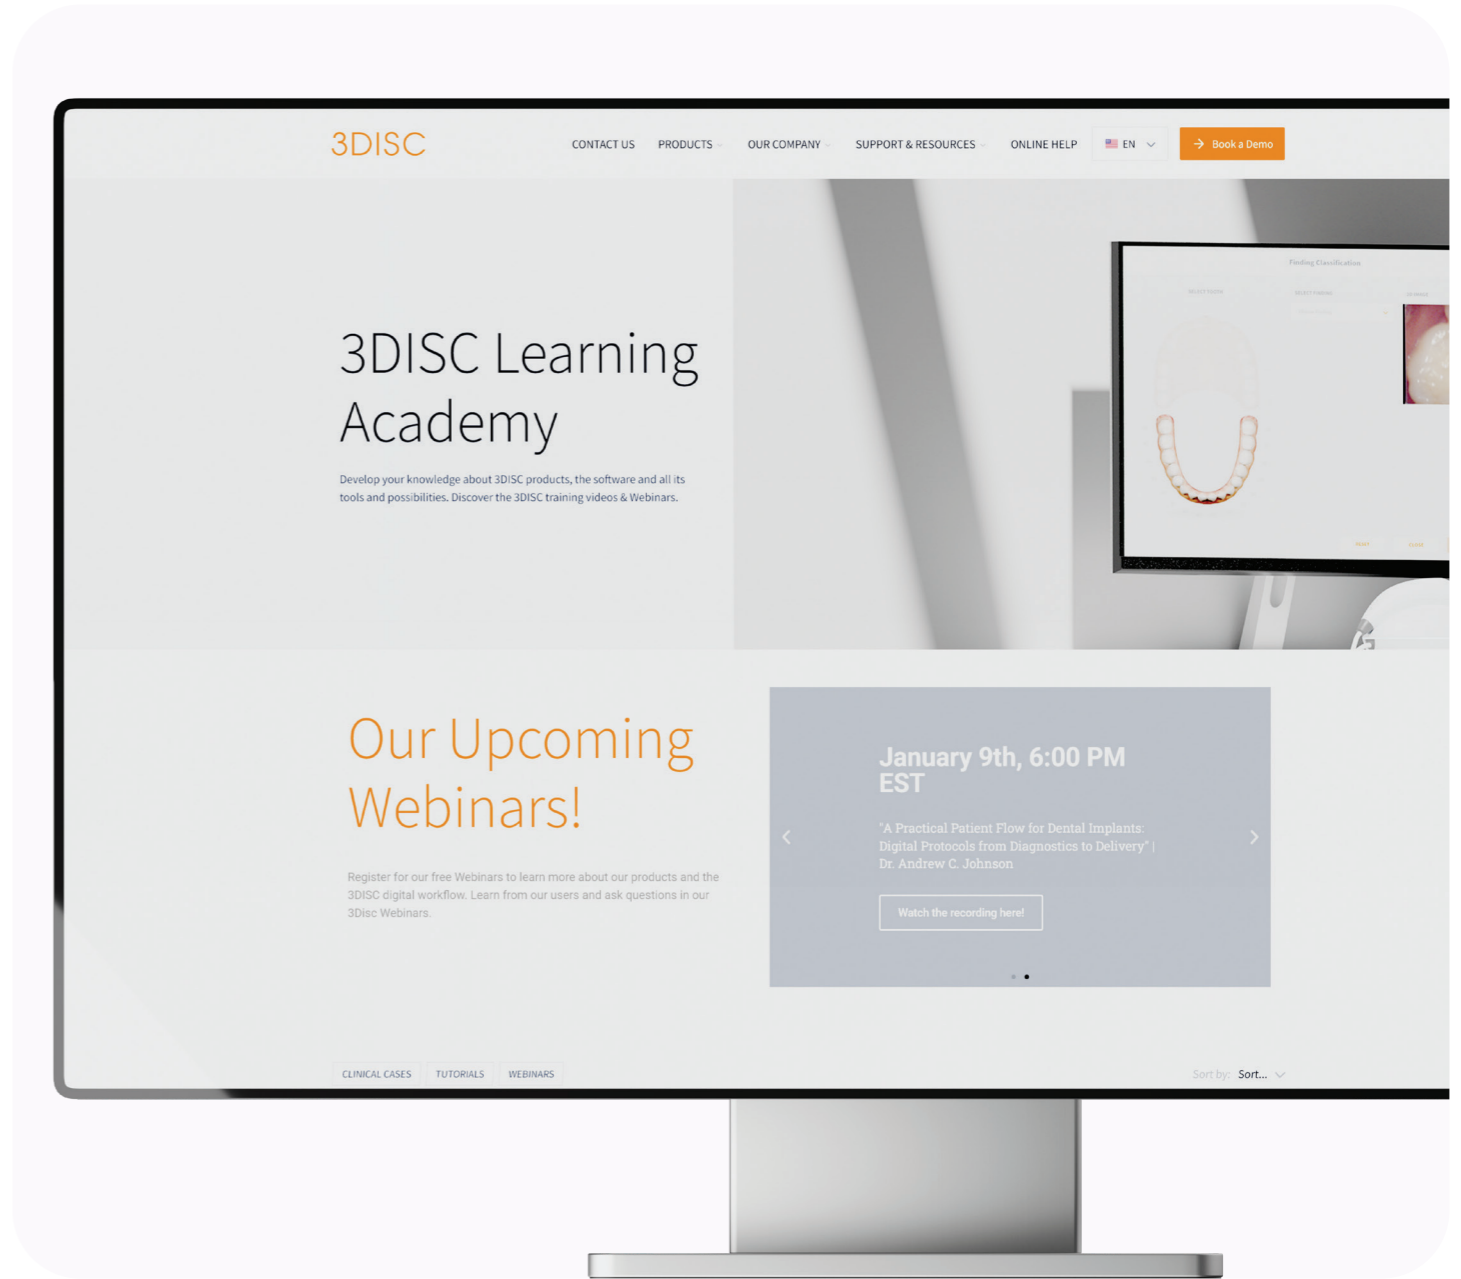 3DISC
CONTACT US PRODUCTS OUR COMPANY SUPPORT & RESOURCES ONLINE HELP EN Book a Demo
3DISC Learning
Academy
Develop your knowledge about 3DISC products, the software and all its
tools and possibilities. Discover the 3DISC training videos & Webinars.
Finding Classification
Our Upcoming
Webinars!
Register for our free Webinars to learn more about our products and the
3DISC digital workflow. Learn from our users and ask questions in our
3Disc Webinars.
January 9th, 6:00 PM
EST
"A Practical Patient Flow for Dental Implants:
Digital Protocols from Diagnostics to Delivery" |
Dr. Andrew C. Johnson
Watch the recording here!
CLINICAL CASES TUTORIALS WEBINARS
Sort by: Sort...